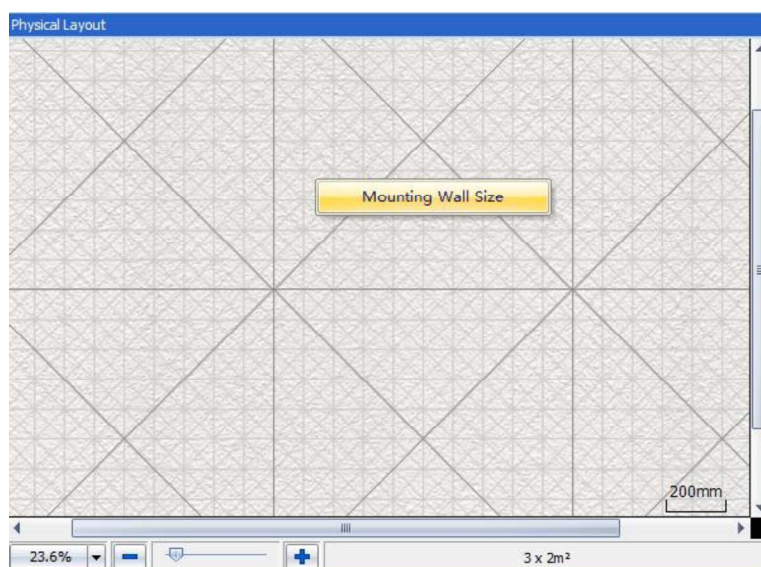 Physical Layout
Mounting Wall Size
200mm
23.6%
3 x 2m²